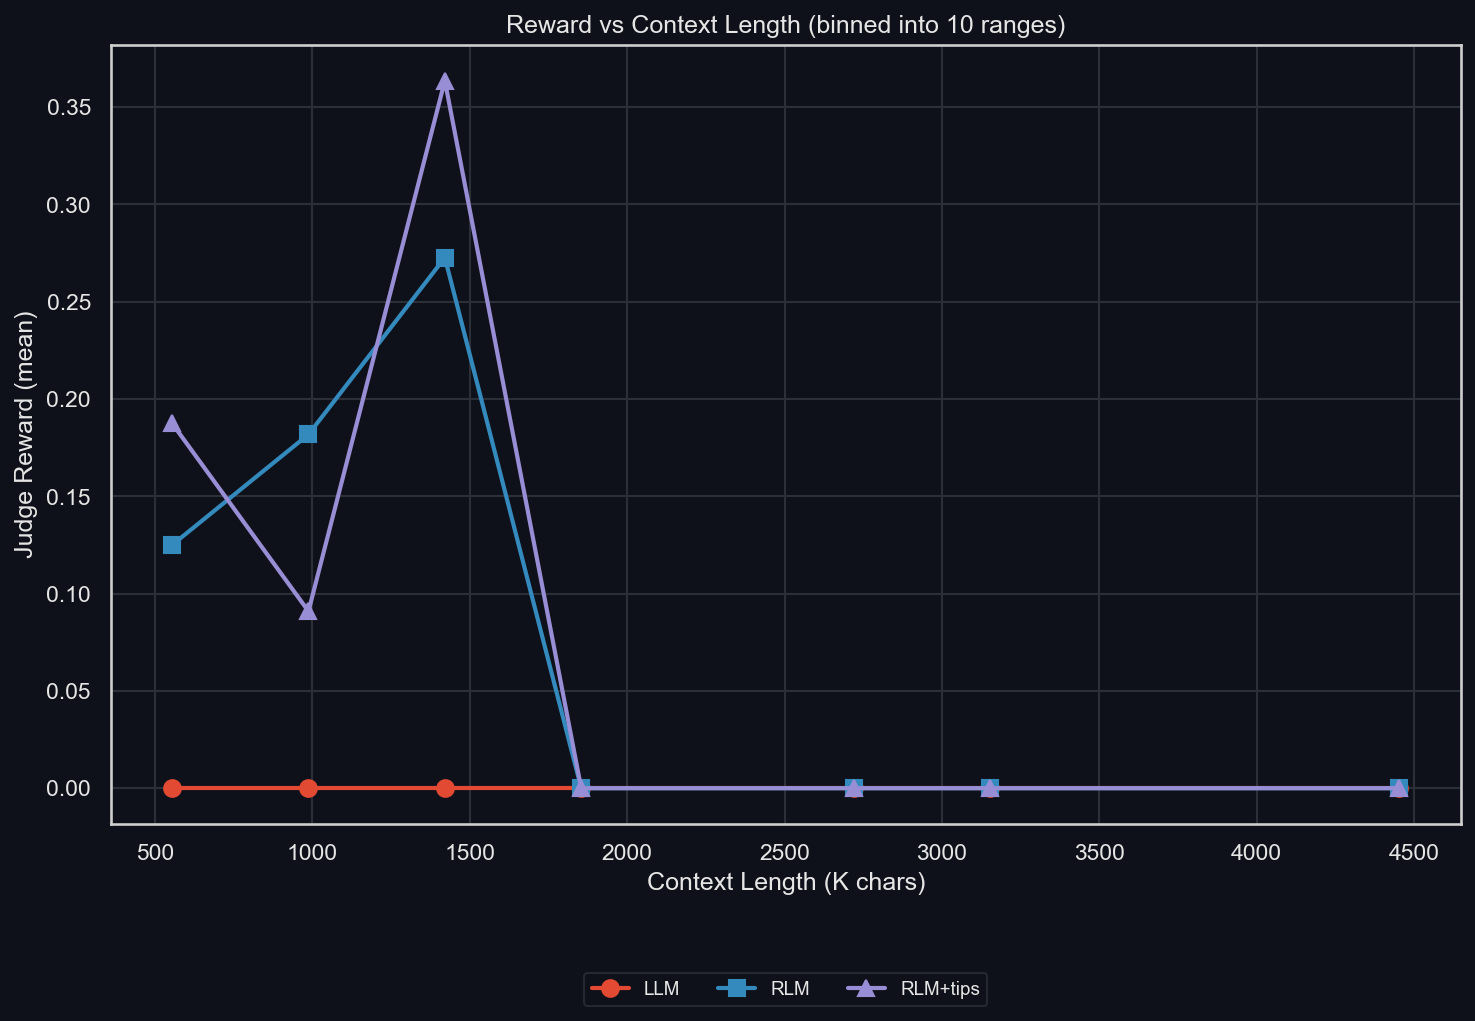 Reward vs Context Length (binned into 10 ranges)
Judge Reward (mean)
0.35
0.30
0.25
0.20
0.15
0.10
0.05
0.00
500 1000 1500 2000 2500 3000 3500 4000 4500
Context Length (K chars)
LLM RLM RLM+tips